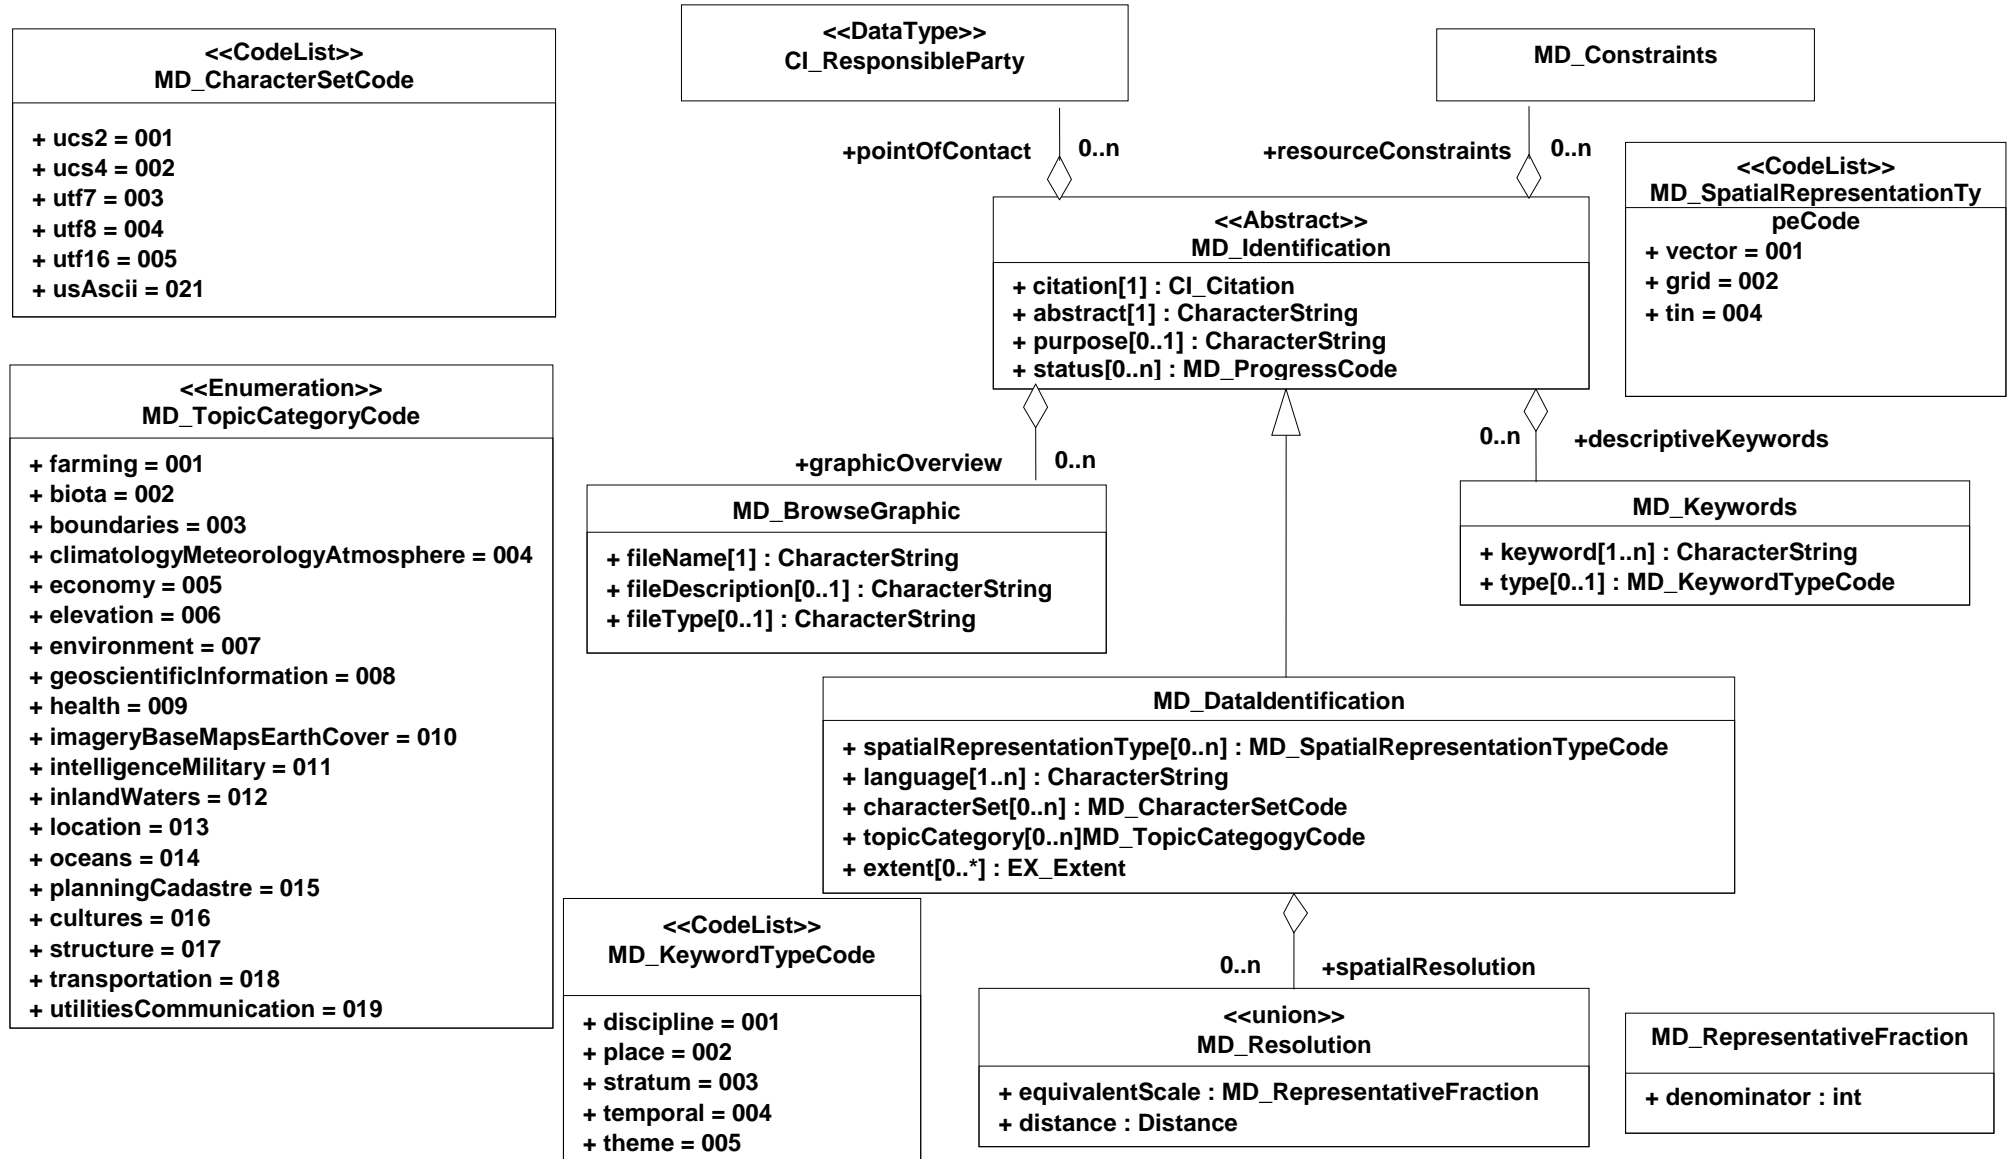 <<CodeList>>
MD_CharacterSetCode
+ ucs2 = 001
+ ucs4 = 002
+ utf7 = 003
+ utf8 = 004
+ utf16 = 005
+ usAscii = 021
<<DataType>>
CI_ResponsibleParty
MD_Constraints
+pointOfContact
0..n
+resourceConstraints
0..n
<<CodeList>>
MD_SpatialRepresentationTy
peCode
+ vector = 001
+ grid = 002
+ tin = 004
<<Abstract>>
MD_Identification
+ citation[1] : CI_Citation
+ abstract[1] : CharacterString
+ purpose[0..1] : CharacterString
+ status[0..n] : MD_ProgressCode
<<Enumeration>>
MD_TopicCategoryCode
+ farming = 001
+ biota = 002
+ boundaries = 003
+ climatologyMeteorologyAtmosphere = 004
+ economy = 005
+ elevation = 006
+ environment = 007
+ geoscientificInformation = 008
+ health = 009
+ imageryBaseMapsEarthCover = 010
+ intelligenceMilitary = 011
+ inlandWaters = 012
+ location = 013
+ oceans = 014
+ planningCadastre = 015
+ cultures = 016
+ structure = 017
+ transportation = 018
+ utilitiesCommunication = 019
+graphicOverview
0..n
0..n
+descriptiveKeywords
MD_BrowseGraphic
+ fileName[1] : CharacterString
+ fileDescription[0..1] : CharacterString
+ fileType[0..1] : CharacterString
MD_Keywords
+ keyword[1..n] : CharacterString
+ type[0..1] : MD_KeywordTypeCode
MD_DataIdentification
+ spatialRepresentationType[0..n] : MD_SpatialRepresentationTypeCode
+ language[1..n] : CharacterString
+ characterSet[0..n] : MD_CharacterSetCode
+ topicCategory[0..n]MD_TopicCategogyCode
+ extent[0..*] : EX_Extent
<<CodeList>>
MD_KeywordTypeCode
+ discipline = 001
+ place = 002
+ stratum = 003
+ temporal = 004
+ theme = 005
0..n
+spatialResolution
<<union>>
MD_Resolution
+ equivalentScale : MD_RepresentativeFraction
+ distance : Distance
MD_RepresentativeFraction
+ denominator : int